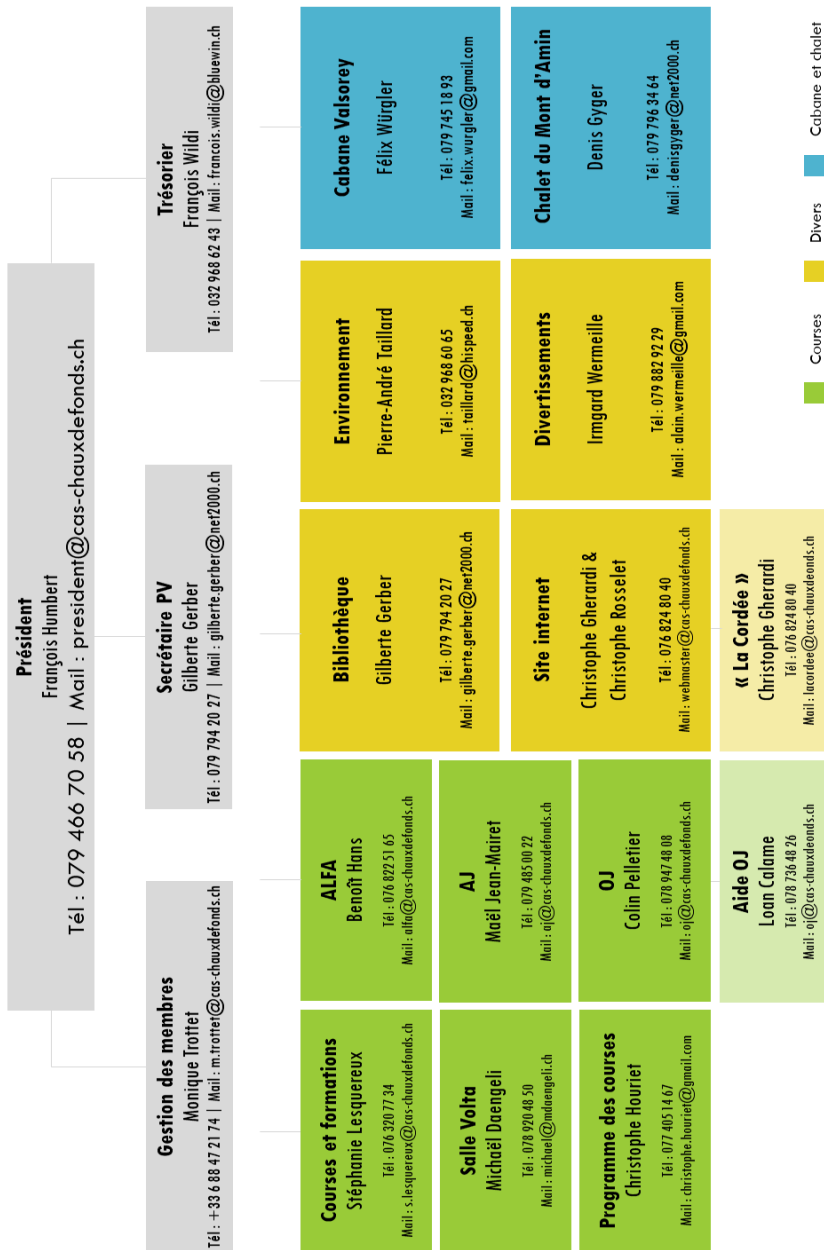 Président
François Humbert
Tél : 079 466 70 58 | Mail : president@cas-chauxdefonds.ch
Gestion des membres
Monique Trottet
Tél : +33 6 88 47 21 74 | Mail : m.trottet@cas-chauxdefonds.ch
Secrétaire PV
Gilberte Gerber
Tél : 079 794 20 27 | Mail : gilberte.gerber@net2000.ch
Trésorier
François Wildi
Tél : 032 968 62 43 | Mail : francois.wildi@bluewin.ch
Courses et formations
Stéphanie Lesquereux
Tél : 076 320 77 34
Mail : s.lesquereux@cas-chauxdefonds.ch
ALFA
Benoît Hans
Tél : 076 822 51 65
Mail : alfa@cas-chauxdefonds.ch
Bibliothèque
Gilberte Gerber
Tél : 079 794 20 27
Mail : gilberte.gerber@net2000.ch
Environnement
Pierre-André Taillard
Tél : 032 968 60 65
Mail : taillard@hispeed.ch
Cabane Valsorey
Félix Würgler
Tél : 079 745 18 93
Mail : felix.wurgler@gmail.com
Salle Volta
Michaël Daengeli
Tél : 078 920 48 50
Mail : michael@mdaengeli.ch
AJ
Maël Jean-Mairet
Tél : 079 485 00 22
Mail : aj@cas-chauxdefonds.ch
Site internet
Christophe Gherardi &
Christophe Rosselet
Tél : 076 824 80 40
Mail : webmaster@cas-chauxdefonds.ch
Divertissements
Irmgard Wermeille
Tél : 079 882 92 29
Mail : alain.wermeille@gmail.com
Chalet du Mont d'Amin
Denis Gyger
Tél : 079 796 34 64
Mail : denisgyger@net2000.ch
Programme des courses
Christophe Houriet
Tél : 077 405 14 67
Mail : christophe.houriet@gmail.com
OJ
Colin Pelletier
Tél : 078 947 48 08
Mail : oj@cas-chauxdefonds.ch
Aide OJ
Loan Calame
Tél : 078 736 48 26
Mail : oj@cas-chauxdeonds.ch
« La Cordée »
Christophe Gherardi
Tél : 076 824 80 40
Mail : lacordee@cas-chauxdeonds.ch
Courses
Divers
Cabane et chalet